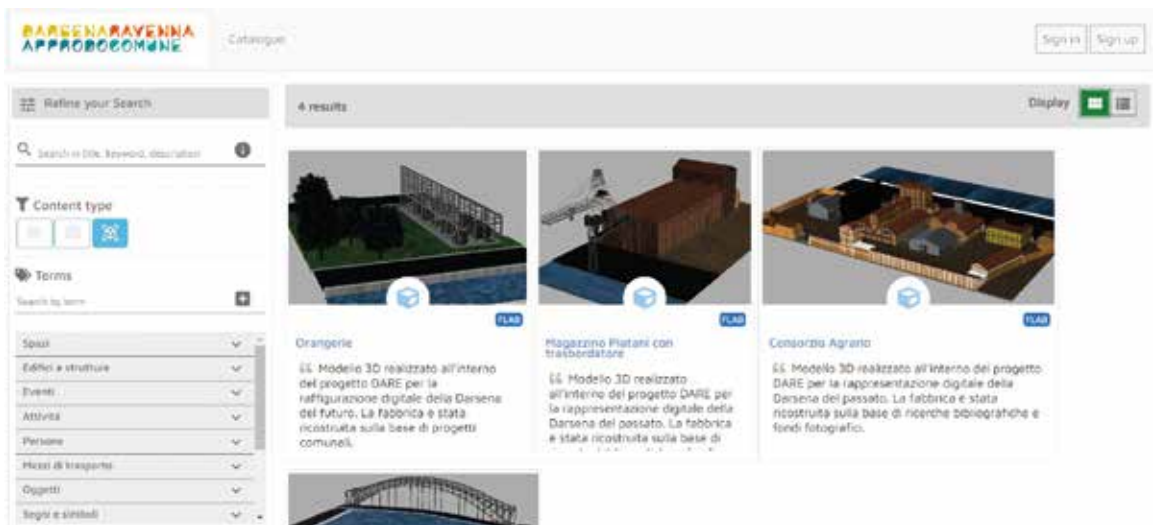 DARSENARAVENNA
APPRODOCOMUNE
Catalogue
Sign in
Sign up
Refine your Search
4 results
Display
Search in title, keyword, description
Content type
Terms
Search by term
Spazi
Edifici e strutture
Eventi
Attività
Persone
Mezzi di trasporto
Oggetti
Segni e simboli
FLAB
Orangerie
Modello 3D realizzato all'interno
del progetto DARE per la
raffigurazione digitale della Darsena
del futuro. La fabbrica è stata
ricostruita sulla base di progetti
comunali.
FLAB
Magazzino Platani con
trasbordatore
Modello 3D realizzato
all'interno del progetto DARE per
la rappresentazione digitale della
Darsena del passato. La fabbrica
è stata ricostruita sulla base di
FLAB
Consorzio Agrario
Modello 3D realizzato all'interno del progetto
DARE per la rappresentazione digitale della
Darsena del passato. La fabbrica è stata
ricostruita sulla base di ricerche bibliografiche e
fondi fotografici.